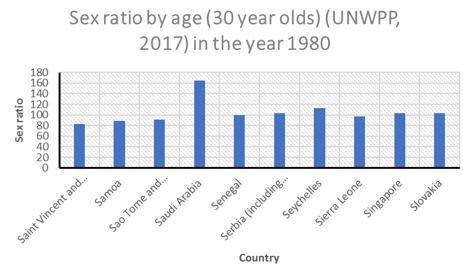 Sex ratio by age (30 year olds) (UNWPP,
2017) in the year 1980
180
160
140
120
100
80
60
40
20
0
Sex ratio
Saint Vincent and...
Samoa
Sao Tome and...
Saudi Arabia
Senegal
Serbia (including...
Seychelles
Sierra Leone
Singapore
Slovakia
Country